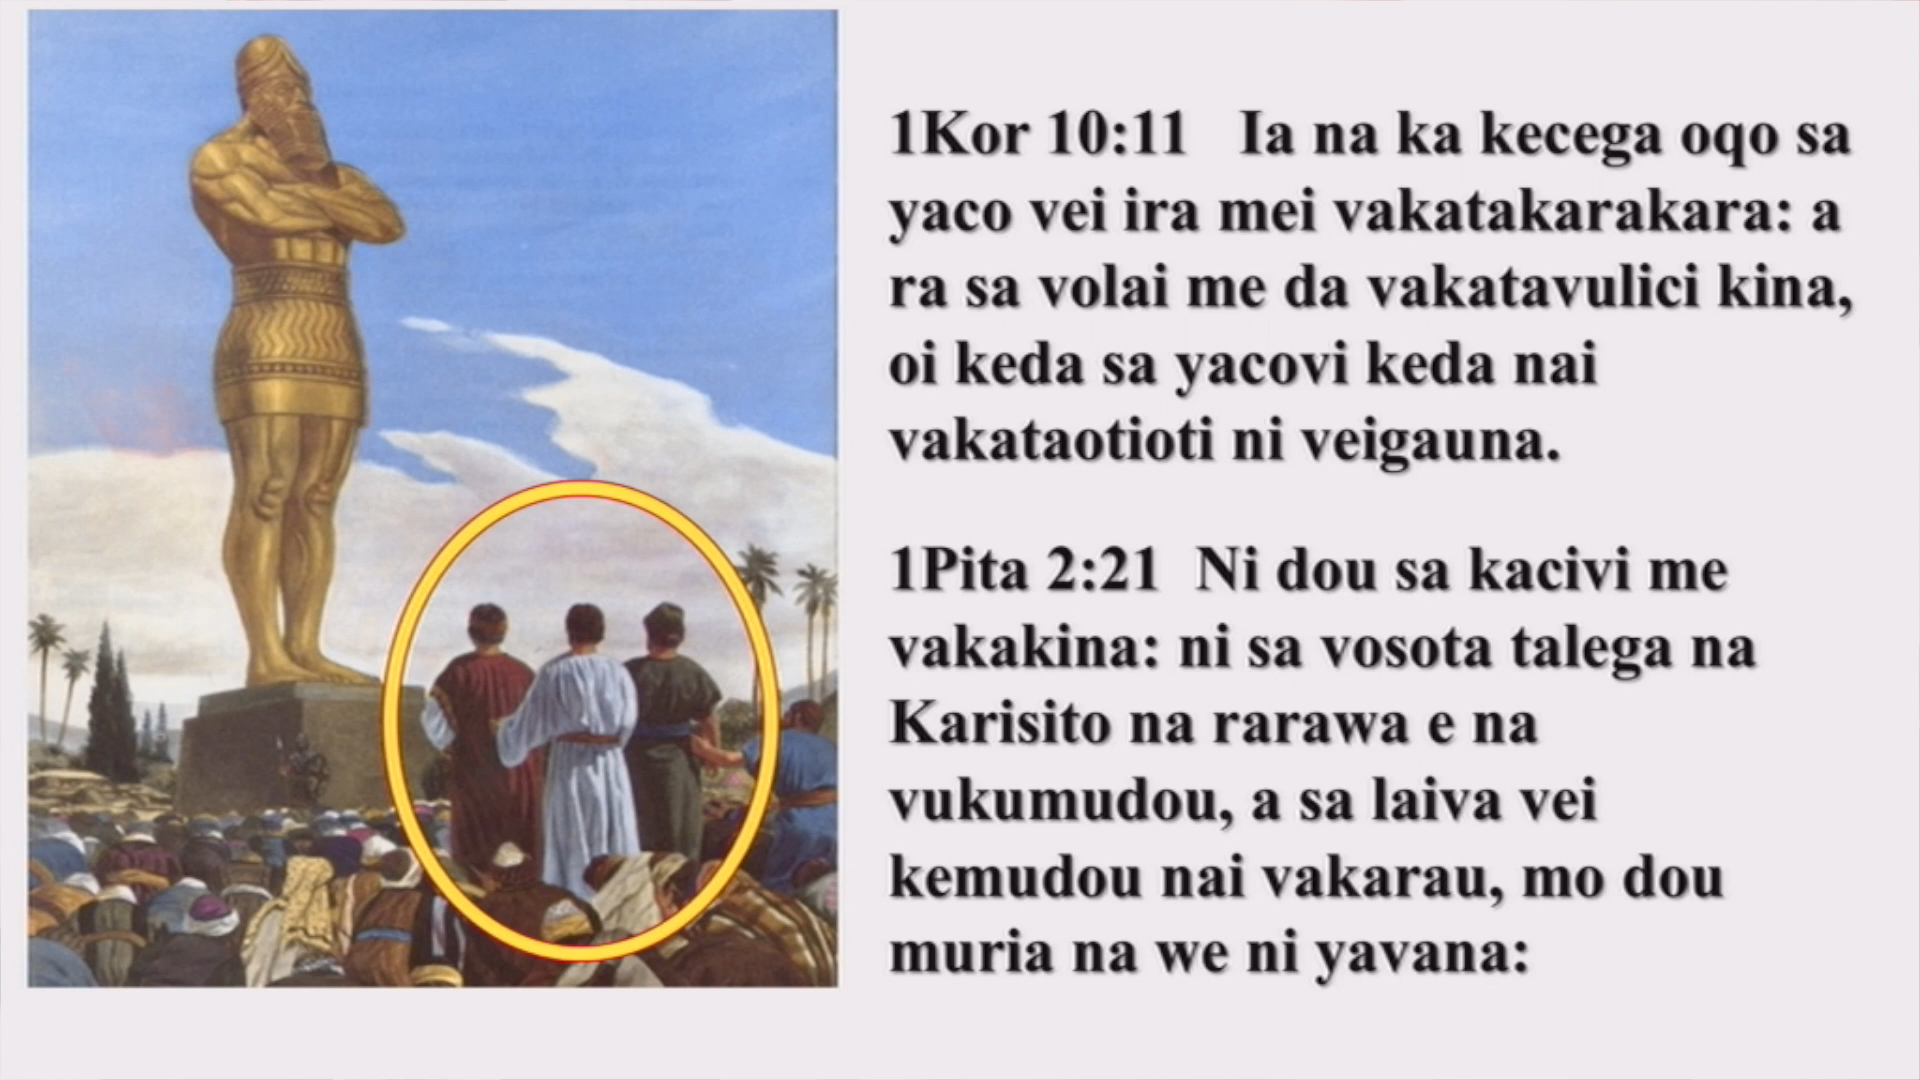 1Kor 10:11 Ia na ka kecega oqo sa
yaco vei ira mei vakatakarakara: a
ra sa volai me da vakatavulici kina,
oi keda sa yacovi keda nai
vakataotioti ni veigauna.
1Pita 2:21 Ni dou sa kacivi me
vakakina: ni sa vosota talega na
Karisito na rarawa e na
vukumudou, a sa laiva vei
kemudou nai vakarau, mo dou
muria na we ni yavana: